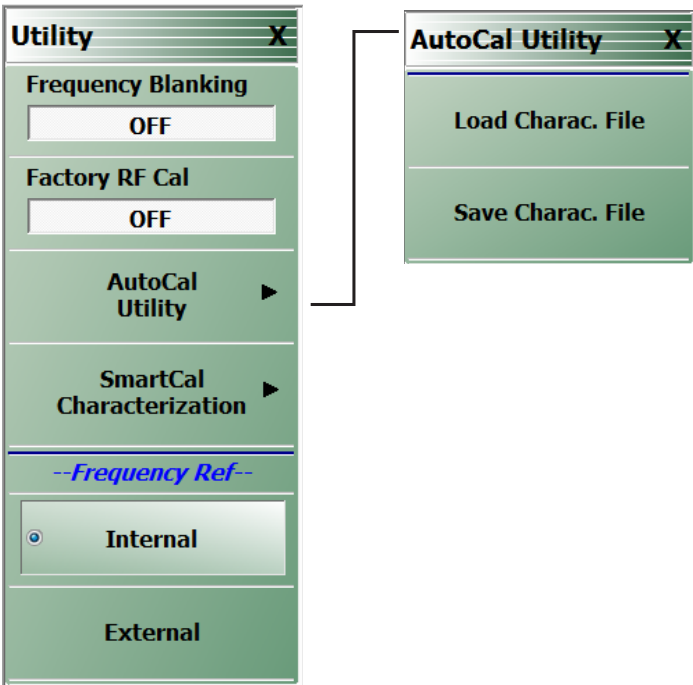 Utility X
Frequency Blanking
OFF
Factory RF Cal
OFF
AutoCal
Utility
SmartCal
Characterization
--Frequency Ref--
Internal
External
AutoCal Utility X
Load Charac. File
Save Charac. File